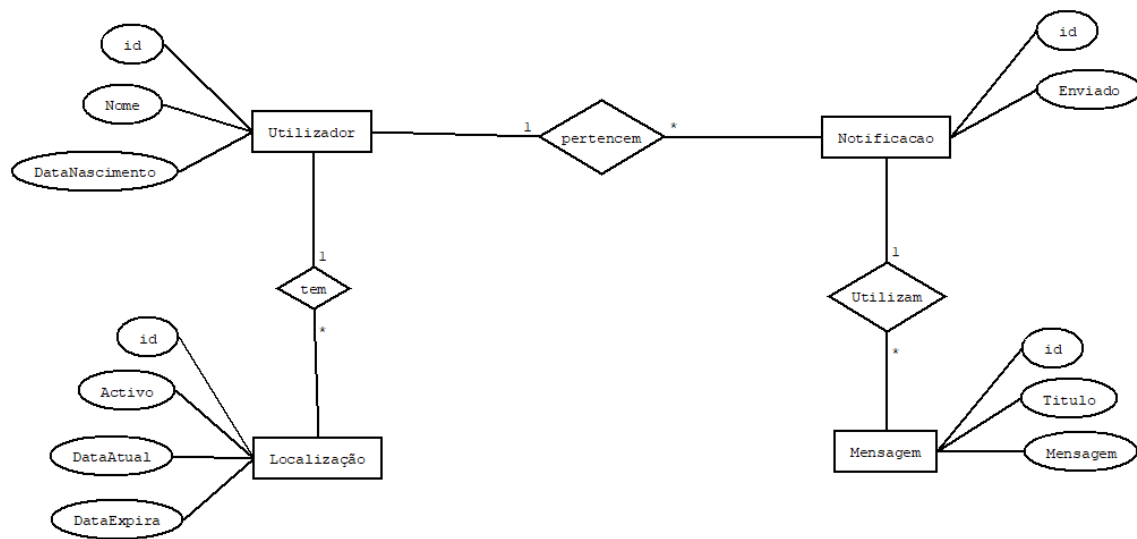 id
Nome
DataNascimento
Utilizador
1
pertencem
*
Notificacao
id
Enviado
1
tem
*
1
Utilizam
*
id
Activo
DataAtual
DataExpira
Localização
Mensagem
id
Titulo
Mensagem